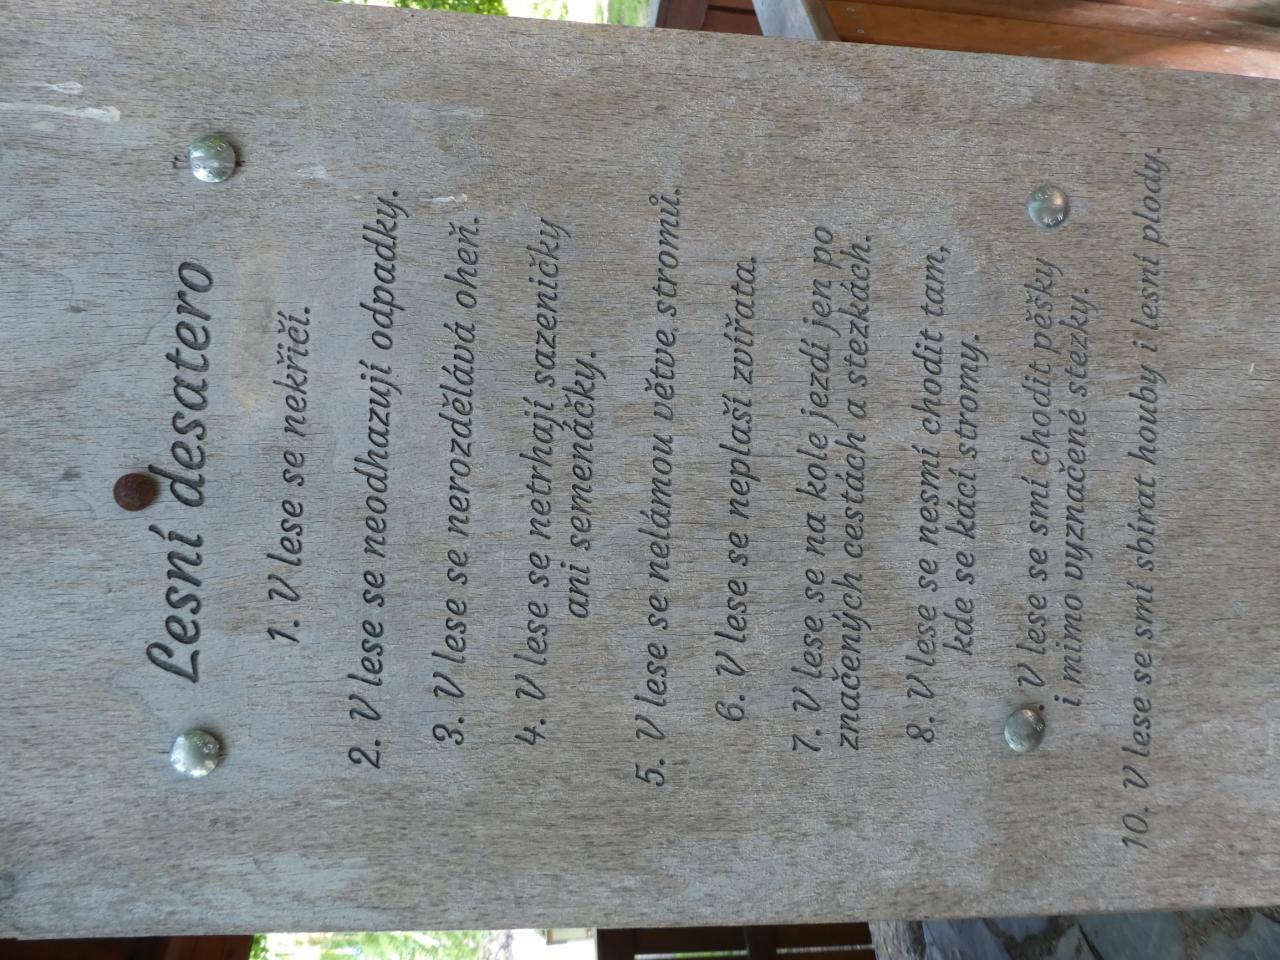 Lesní desatero
1. V lese se nekřičí.
2. V lese se neodhazují odpadky.
3. V lese se nerozdělává oheň.
4. V lese se netrhají sazeničky
ani semenáčky.
5. V lese se nelámou větve stromů.
6. V lese se neplaší zvířata.
7. V lese se na kole jezdí jen po
značených cestách a stezkách.
8. V lese se nesmí chodit tam,
kde se kácí stromy.
V lese se smí chodit pěšky
i mimo vyznačené stezky.
10. V lese se smí sbírat houby i lesní plody.